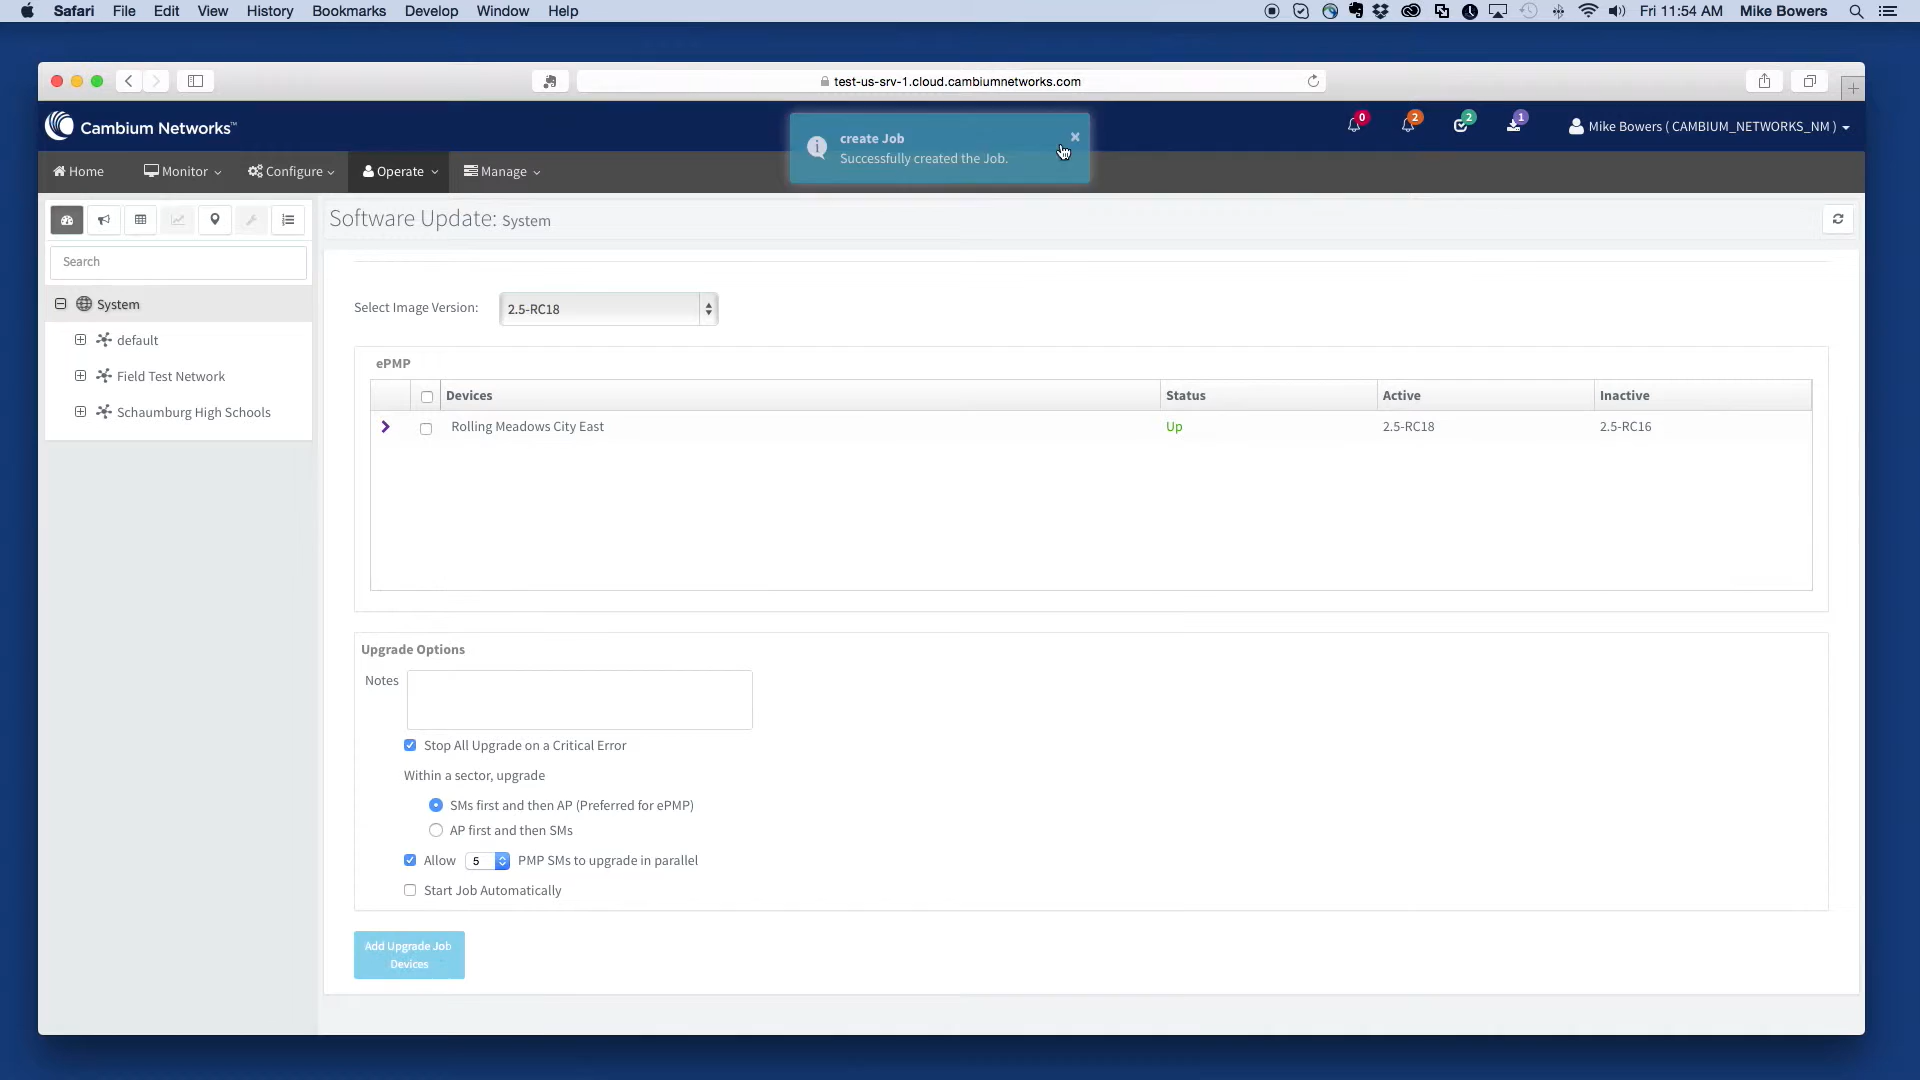 Safari File Edit View History Bookmarks Develop Window Help Fri 11:54 AM Mike Bowers
test-us-srv-1.cloud.cambiumnetworks.com
Cambium Networks™
create Job
Successfully created the Job.
0 2 2 1
Mike Bowers ( CAMBIUM_NETWORKS_NM )
Home Monitor Configure Operate Manage
Software Update: System
Search
System
default
Field Test Network
Schaumburg High Schools
Select Image Version: 2.5-RC18
ePMP
Devices Status Active Inactive
Rolling Meadows City East Up 2.5-RC18 2.5-RC16
Upgrade Options
Notes
Stop All Upgrade on a Critical Error
Within a sector, upgrade
SMs first and then AP (Preferred for ePMP)
AP first and then SMs
Allow 5 PMP SMs to upgrade in parallel
Start Job Automatically
Add Upgrade Job
Devices